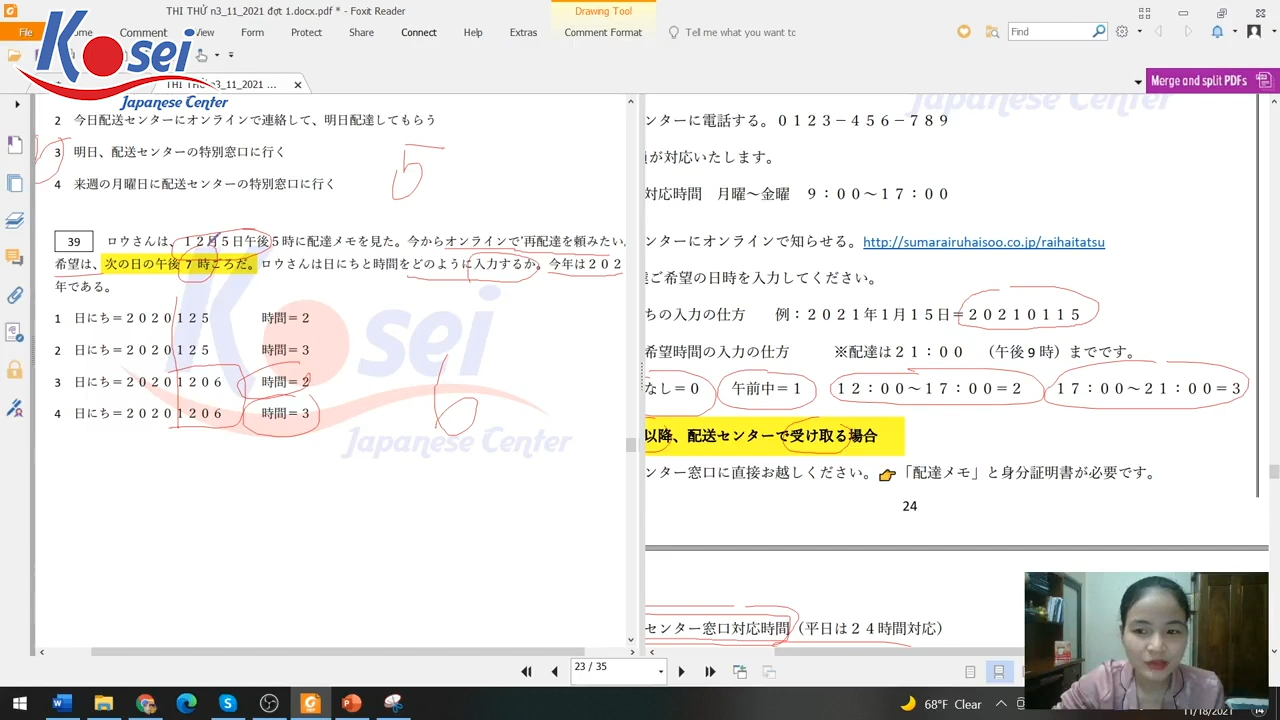 THI THỬ n3_11_2021 đợt 1.docx.pdf * - Foxit Reader
Drawing Tool
File
Home
Comment
View
Form
Protect
Share
Connect
Help
Extras
Comment Format
Tell me what you want tc
Find
Kosei
Japanese Center
THI THỬ n3_11_2021 ...
Merge and split PDFs
2 今日配送センターにオンラインで連絡して、明日配達してもらう
3 明日、配送センターの特別窓口に行く
4 来週の月曜日に配送センターの特別窓口に行く
5
39 ロウさんは、１２月５日午後５時に配達メモを見た。今からオンラインで再配達を頼みたい。
希望は、次の日の午後７時ごろだ。ロウさんは日にちと時間をどのように入力するか。今年は２０２
年である。
1 日にち＝２０２０１２５ 時間＝２
2 日にち＝２０２０１２５ 時間＝３
3 日にち＝２０２０１２０６ 時間＝２
4 日にち＝２０２０１２０６ 時間＝３
6
Kosei
Japanese Center
Japanese Center
ンターに電話する。０１２３－４５６－７８９
が対応いたします。
対応時間 月曜～金曜 ９：００～１７：００
ンターにオンラインで知らせる。http://sumarairuhaisoo.co.jp/raihaitatsu
達ご希望の日時を入力してください。
ちの入力の仕方 例：２０２１年１月１５日＝２０２１０１１５
希望時間の入力の仕方 ※配達は２１：００ （午後９時）までです。
なし＝０ 午前中＝１ １２：００～１７：００＝２ １７：００～２１：００＝３
以降、配送センターで受け取る場合
ンター窓口に直接お越しください。👉「配達メモ」と身分証明書が必要です。
24
センター窓口対応時間（平日は２４時間対応）
23 / 35
68°F Clear
11/18/2021